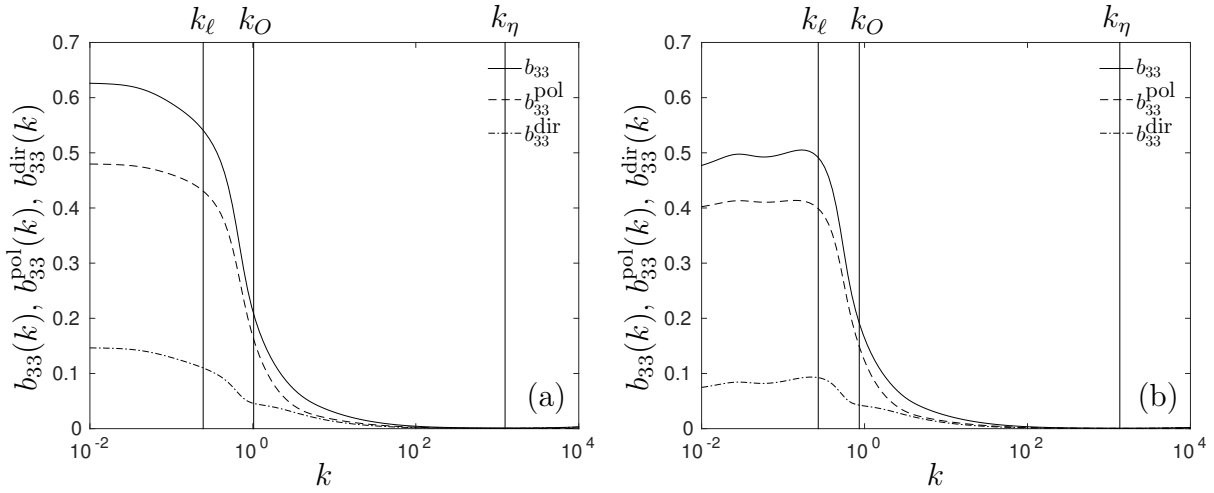 k_ℓ k_O k_η
0.7
0.6
0.5
0.4
0.3
0.2
0.1
0
b_33(k), b_33^pol(k), b_33^dir(k)
b_33
b_33^pol
b_33^dir
(a)
10^-2 10^0 10^2 10^4
k
k_ℓ k_O k_η
0.7
0.6
0.5
0.4
0.3
0.2
0.1
0
b_33(k), b_33^pol(k), b_33^dir(k)
b_33
b_33^pol
b_33^dir
(b)
10^-2 10^0 10^2 10^4
k